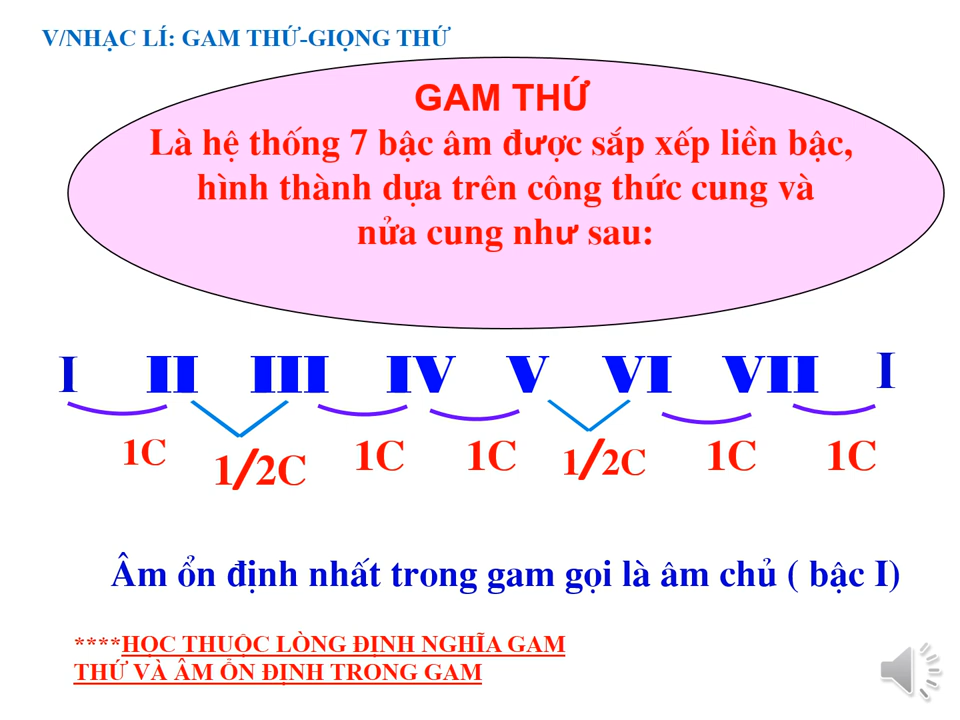 V/NHẠC LÍ: GAM THỨ-GIỌNG THỨ
GAM THỨ
Là hệ thống 7 bậc âm được sắp xếp liền bậc,
hình thành dựa trên công thức cung và
nửa cung như sau:
I II III IV V VI VII I
1C 1/2C 1C 1C 1/2C 1C 1C
Âm ổn định nhất trong gam gọi là âm chủ ( bậc I)
****HỌC THUỘC LÒNG ĐỊNH NGHĨA GAM
THỨ VÀ ÂM ỔN ĐỊNH TRONG GAM